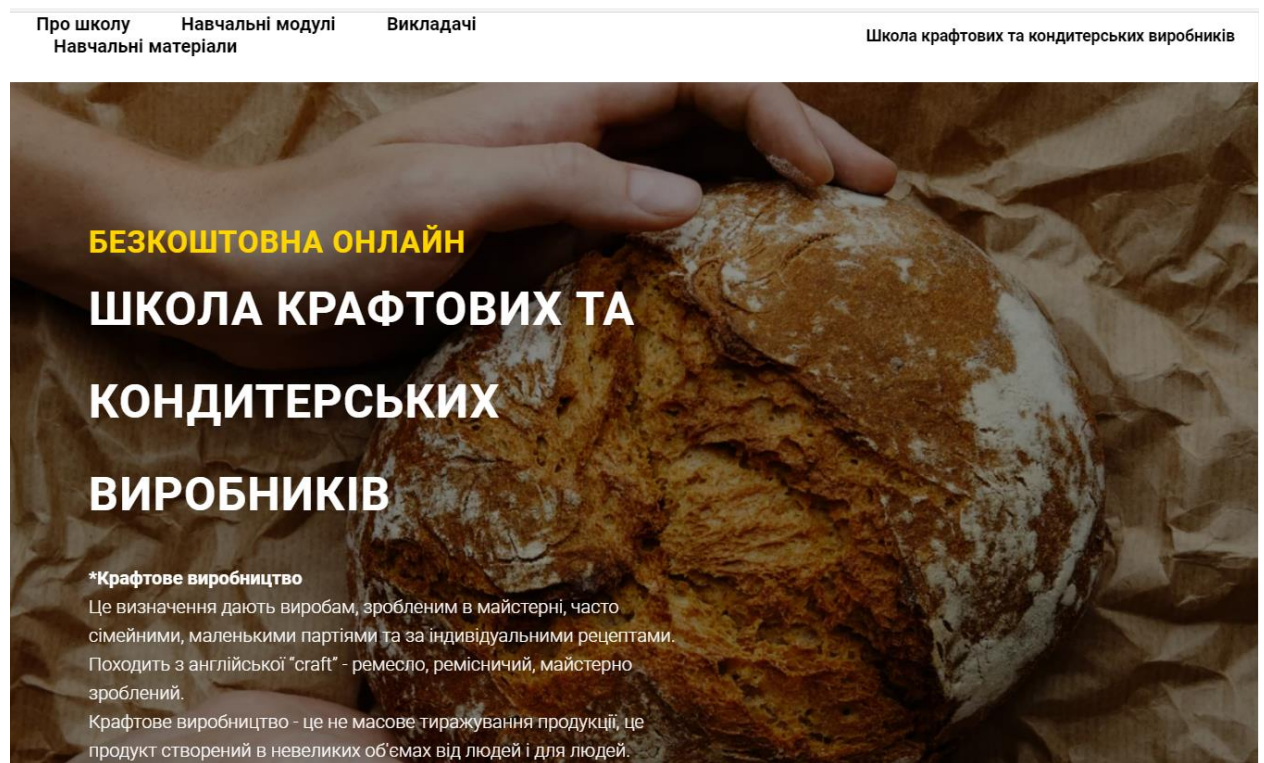 Про школу Навчальні модулі Викладачі
Навчальні матеріали
Школа крафтових та кондитерських виробників
БЕЗКОШТОВНА ОНЛАЙН
ШКОЛА КРАФТОВИХ ТА
КОНДИТЕРСЬКИХ
ВИРОБНИКІВ
*Крафтове виробництво
Це визначення дають виробам, зробленим в майстерні, часто
сімейними, маленькими партіями та за індивідуальними рецептами.
Походить з англійської "craft" - ремесло, ремісничий, майстерно
зроблений.
Крафтове виробництво - це не масове тиражування продукції, це
продукт створений в невеликих об'ємах від людей і для людей.